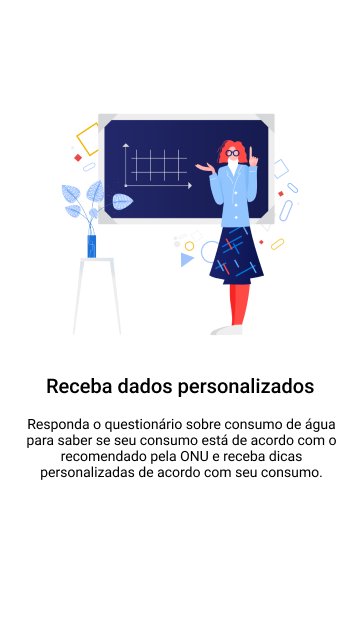 Receba dados personalizados
Responda o questionário sobre consumo de água
para saber se seu consumo está de acordo com o
recomendado pela ONU e receba dicas
personalizadas de acordo com seu consumo.